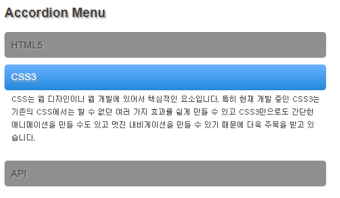 Accordion Menu
HTML5
CSS3
CSS는 웹 디자인이나 웹 개발에 있어서 핵심적인 요소입니다. 특히 현재 개발 중인 CSS3는
기존의 CSS에서는 할 수 없던 여러 가지 효과를 쉽게 만들 수 있고 CSS3만으로도 간단한
애니메이션을 만들 수도 있고 멋진 내비게이션을 만들 수 있기 때문에 더욱 주목을 받고 있
습니다.
API